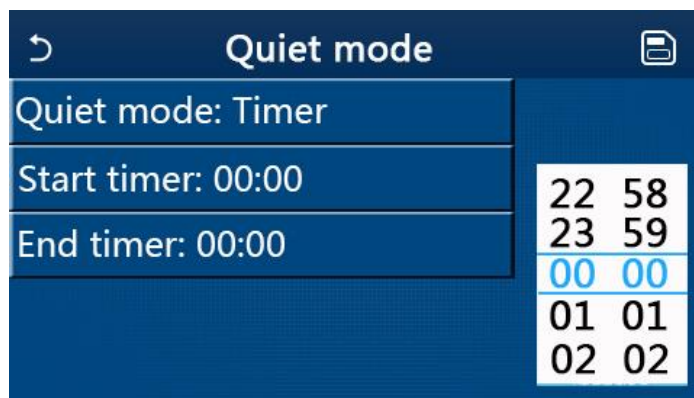 Quiet mode
Quiet mode: Timer
Start timer: 00:00
End timer: 00:00
22 58
23 59
00 00
01 01
02 02